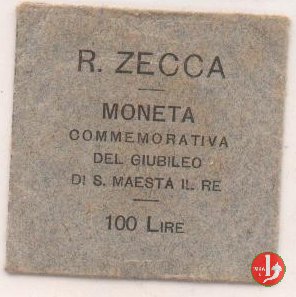 R. ZECCA
MONETA
COMMEMORATIVA
DEL GIUBILEO
DI S. MAESTA IL RE
100 LIRE